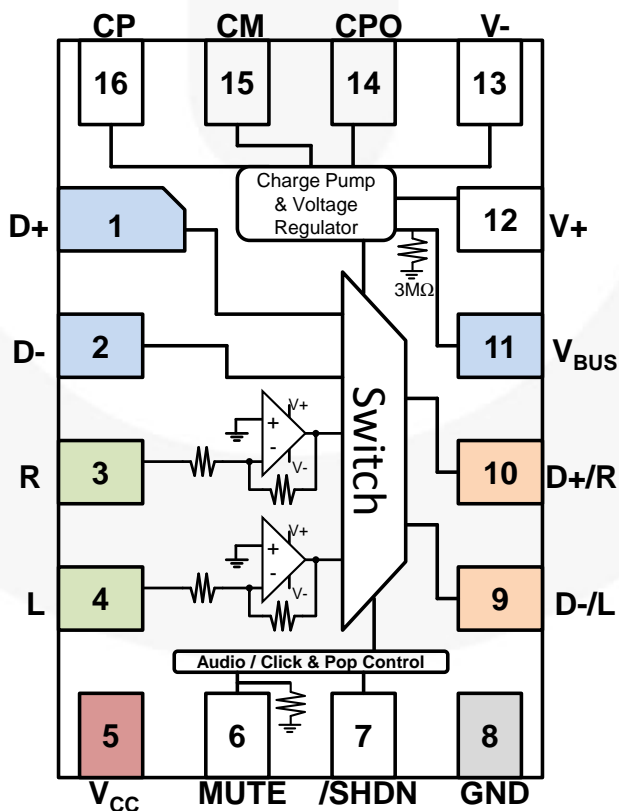 CP CM CPO V-
16 15 14 13
Charge Pump
& Voltage
Regulator
D+ 1
12 V+
3MΩ
D- 2
11 VBUS
Switch
V+
+
-
V-
R 3
10 D+/R
V+
+
-
V-
L 4
9 D-/L
Audio / Click & Pop Control
5 6 7 8
VCC MUTE /SHDN GND